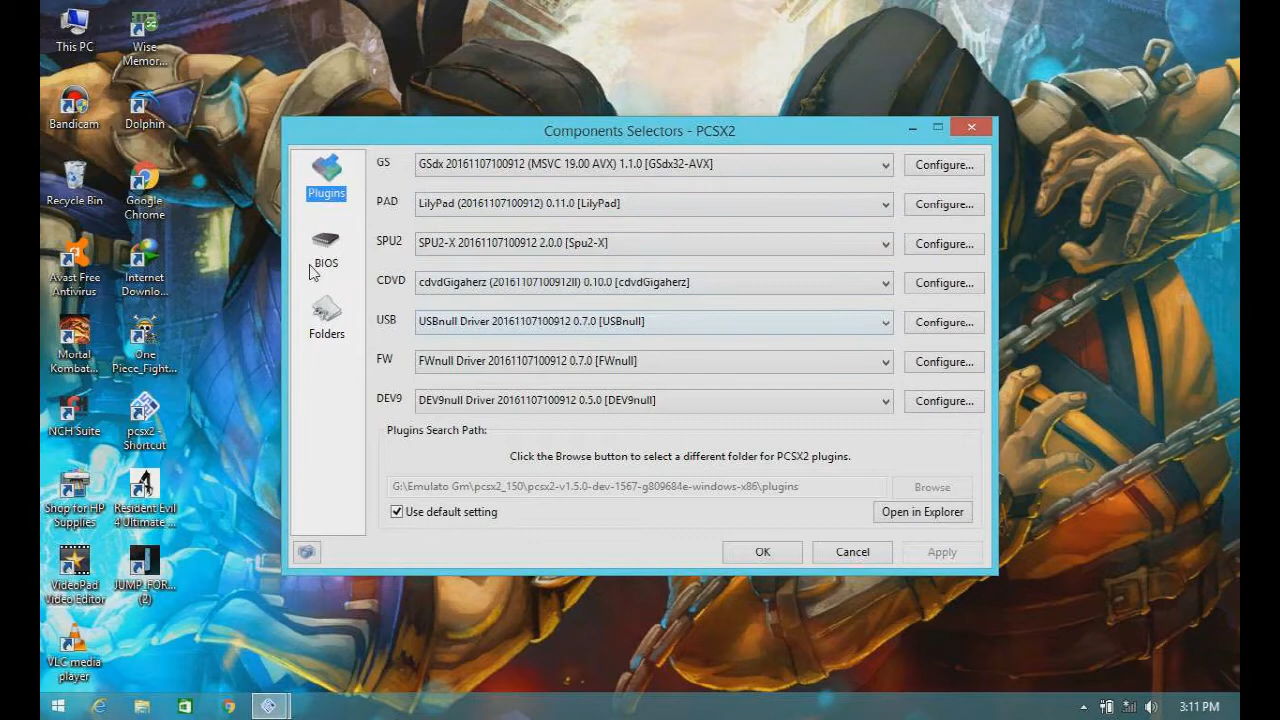 This PC
Wise
Memor...
Bandicam
Dolphin
Recycle Bin
Google
Chrome
Avast Free
Antivirus
Internet
Downlo...
Mortal
Kombat...
One
Piece_Fight...
NCH Suite
pcsx2 -
Shortcut
Shop for HP
Supplies
Resident Evil
4 Ultimate ...
VideoPad
Video Editor
JUMP_FOR...
(2)
VLC media
player
Components Selectors - PCSX2
Plugins
BIOS
Folders
GS
GSdx 20161107100912 (MSVC 19.00 AVX) 1.1.0 [GSdx32-AVX]
Configure...
PAD
LilyPad (20161107100912) 0.11.0 [LilyPad]
Configure...
SPU2
SPU2-X 20161107100912 2.0.0 [Spu2-X]
Configure...
CDVD
cdvdGigaherz (20161107100912II) 0.10.0 [cdvdGigaherz]
Configure...
USB
USBnull Driver 20161107100912 0.7.0 [USBnull]
Configure...
FW
FWnull Driver 20161107100912 0.7.0 [FWnull]
Configure...
DEV9
DEV9null Driver 20161107100912 0.5.0 [DEV9null]
Configure...
Plugins Search Path:
Click the Browse button to select a different folder for PCSX2 plugins.
G:\Emulato Gm\pcsx2_150\pcsx2-v1.5.0-dev-1567-g809684e-windows-x86\plugins
Browse
Use default setting
Open in Explorer
OK
Cancel
Apply
3:11 PM